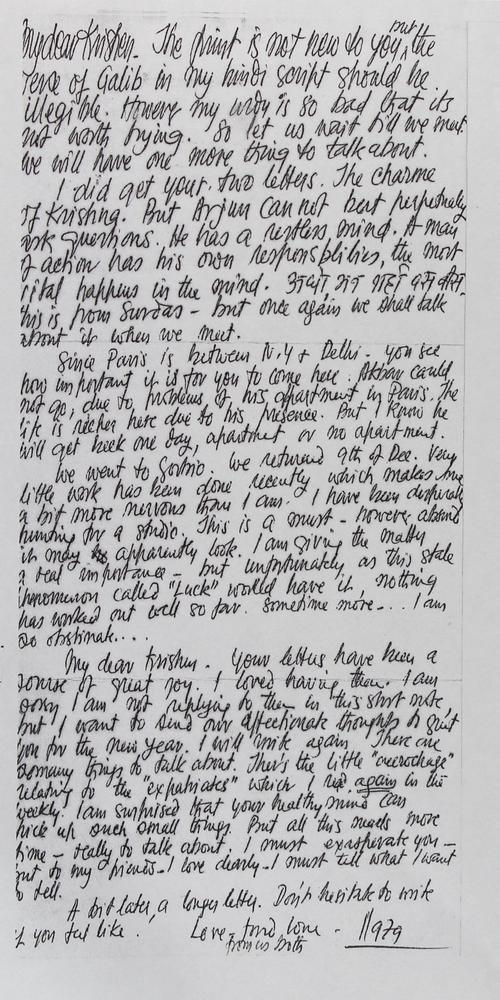 My dear Krishen. The print is not new to you, but the
verse of Galib in my hindi script should be
illegible. However my urdu is so bad that its
not worth trying. So let us wait till we meet.
we will have one more thing to talk about.
I did get your two letters. The charme
of Krishna. But Arjun can not but perpetually
ask questions. He has a restless mind. A man
of action has his own responsbilities, the most
vital happens in the mind.
this is from Surdas - but once again we shall talk
about it when we meet.
Since Paris is between N.Y & Delhi - you see
how important it is for you to come here. Akbar could
not go, due to problems of his apartment in Paris. The
life is richer here due to his presence. But I know he
will get back one day, apartment or no apartment.
We went to Gorbio. We returned 9th of Dec. Very
little work has been done recently which makes me
a bit more nervous than I am. I have been desperately
hunting for a studio. This is a must - however absurd
it may apparently look. I am giving the matter
a real importance - but unfortunately as this stale
phenomenon called "Luck" would have it, nothing
has worked out well so far. sometime more... I am
so obstinate....
My dear Krishen. Your letters have been a
source of great joy. I loved having them. I am
sorry I am not replying to them in this short note,
but I want to send our affectionate thoughts to greet
you for the new year. I will write again. There are
so many things to talk about. Ther's the little
relating to the "expatriates" which I read again in the
weekly. I am surprised that your healthy mind can
pick up such small things. But all this needs more
time - really to talk about. I must exasperate you -
but to my friends - I love dearly - I must tell what I want
to tell.
A bit later, a longer letter. Don't hesitate to write
if you feel like. Love - and love -
from us both
1979